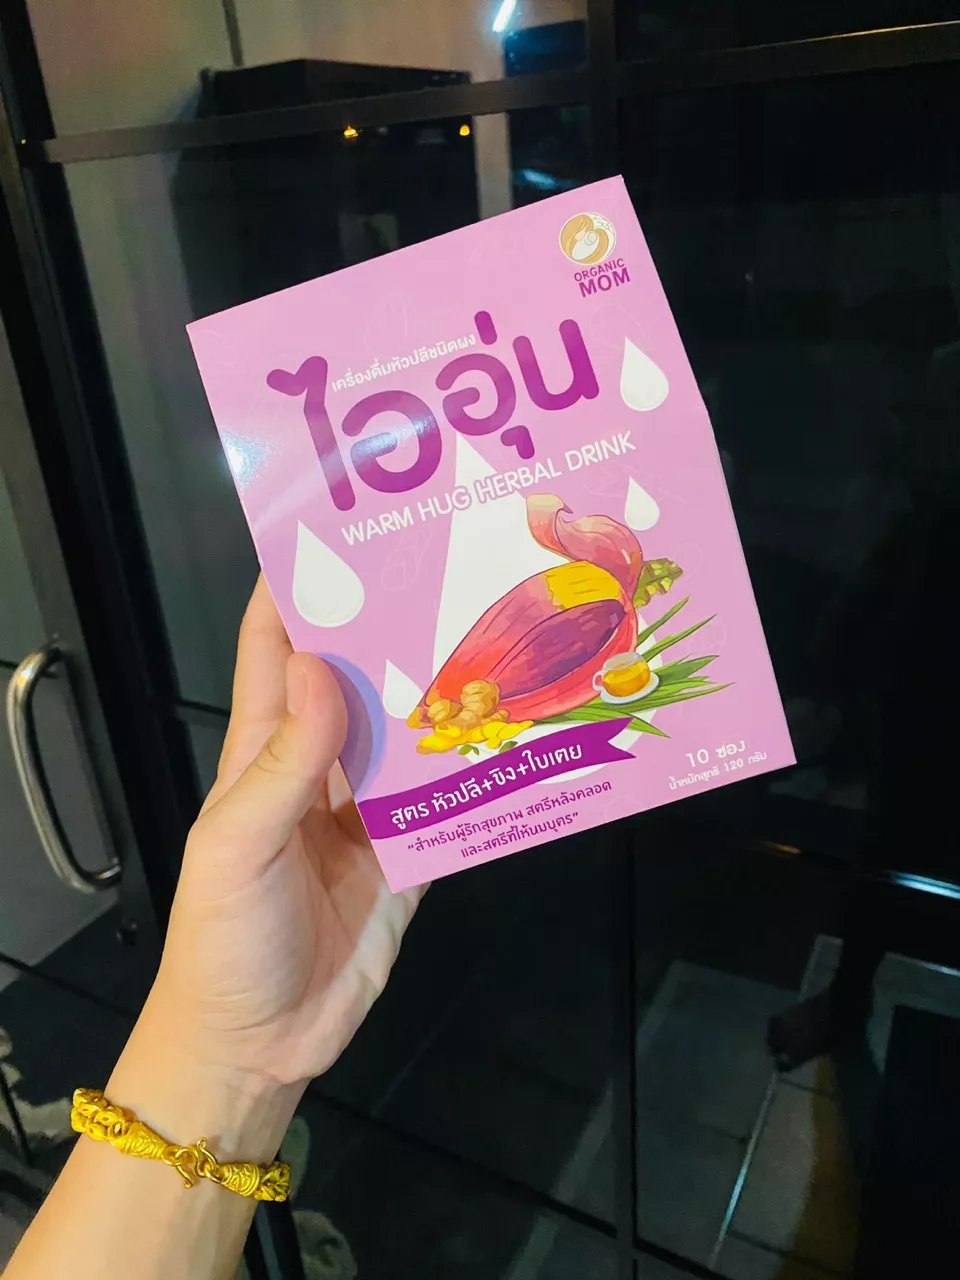 ORGANIC
MOM
เครื่องดื่มหัวปลีชนิดผง
ไออุ่น
WARM HUG HERBAL DRINK
สูตร หัวปลี+ขิง+ใบเตย
"สำหรับผู้รักสุขภาพ สตรีหลังคลอด
และสตรีที่ให้นมบุตร"
10 ซอง
น้ำหนักสุทธิ 120 กรัม